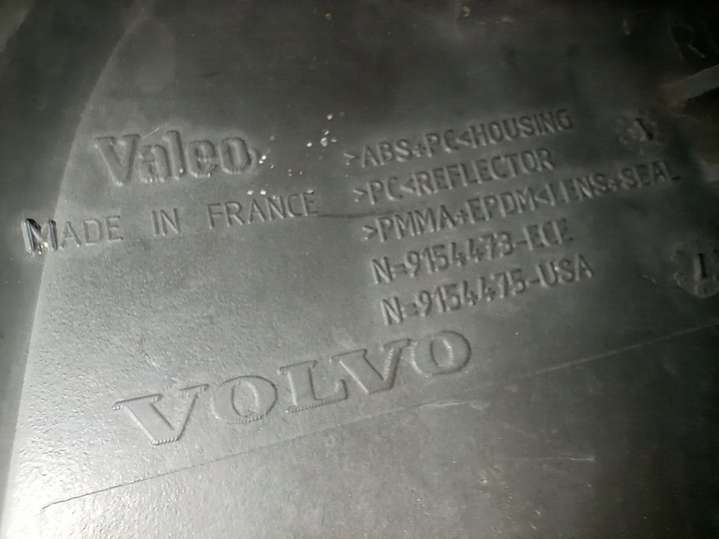 Valeo
MADE IN FRANCE
>ABS+PC<HOUSING
>PC<REFLECTOR
>PMMA+EPDM<LENS+SEAL
N=9154473-ECE
N=9154475-USA
VOLVO